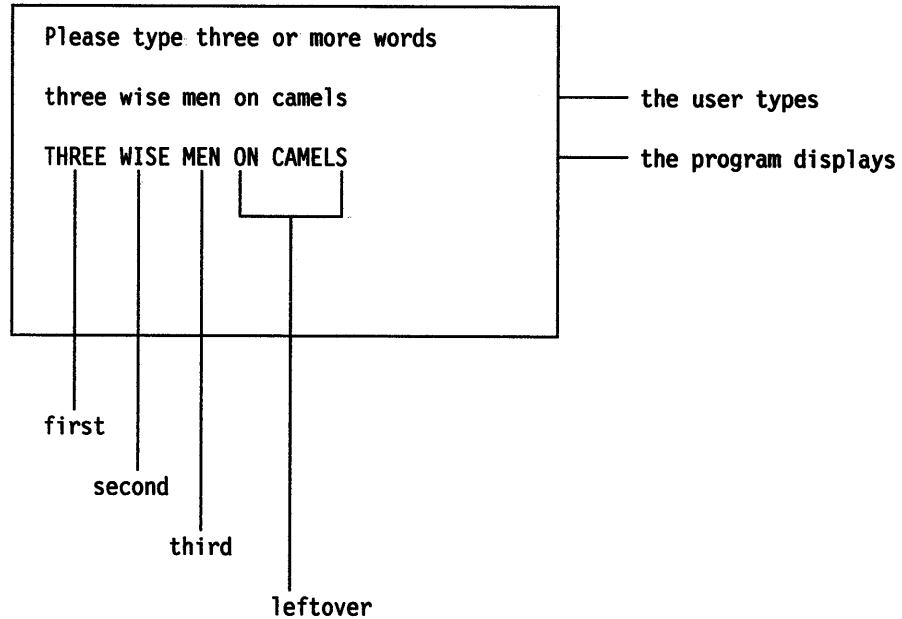 Please type three or more words
three wise men on camels
the user types
THREE WISE MEN ON CAMELS
the program displays
first
second
third
leftover